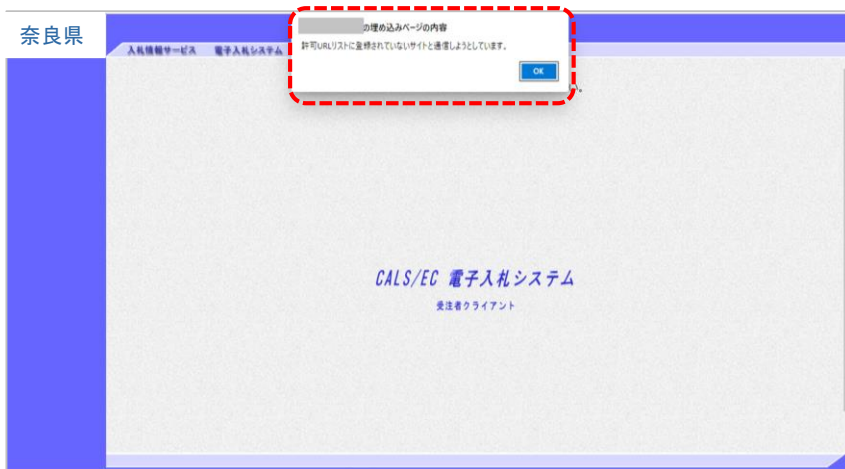 奈良県
の埋め込みページの内容
許可URLリストに登録されていないサイトと通信しようとしています。
OK
入札情報サービス 電子入札システム
い。
CALS/EC 電子入札システム
受注者クライアント